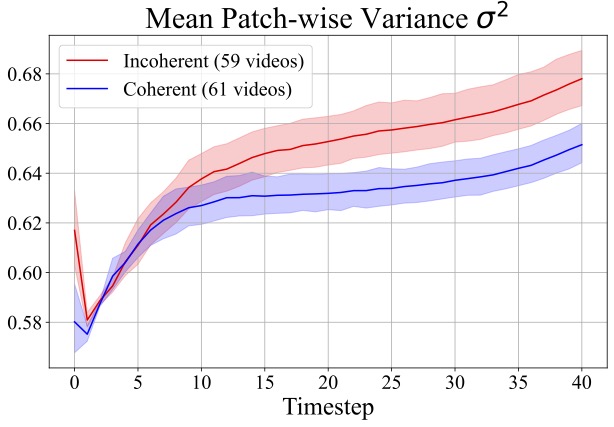 Mean Patch-wise Variance σ²
Incoherent (59 videos)
Coherent (61 videos)
0.68
0.66
0.64
0.62
0.60
0.58
0 5 10 15 20 25 30 35 40
Timestep